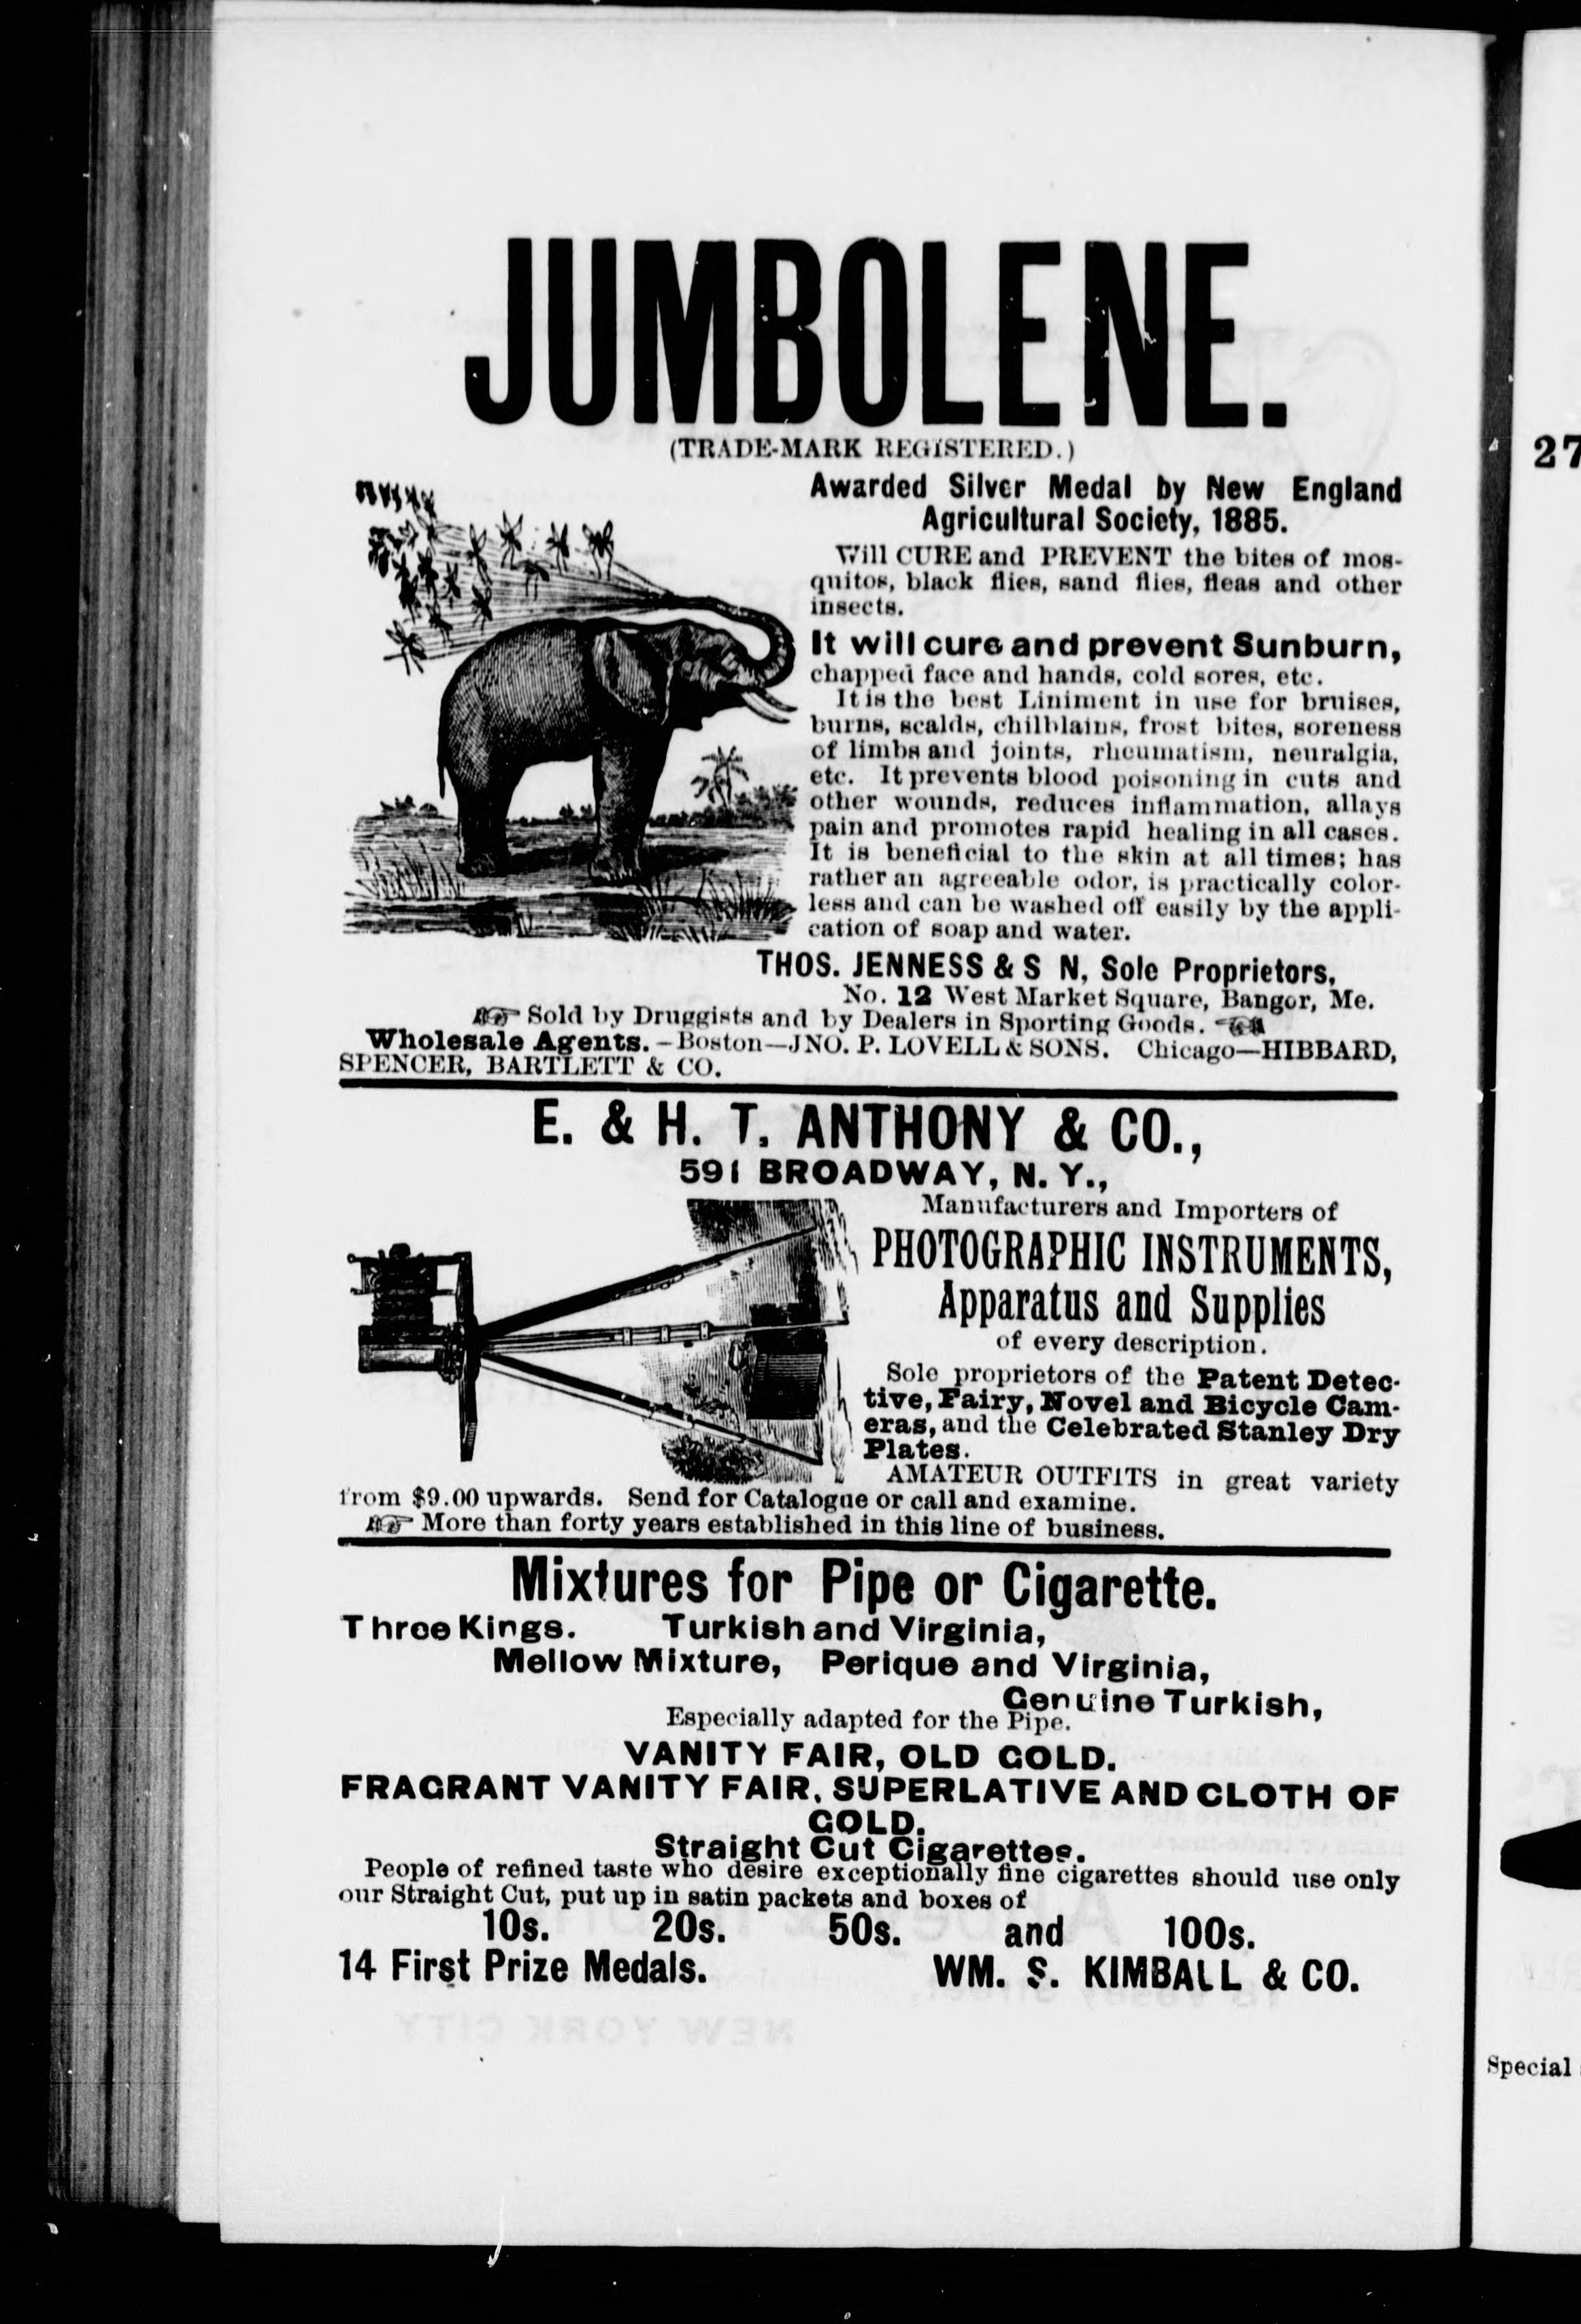 JUMBOLENE.
(TRADE-MARK REGISTERED.)
Awarded Silver Medal by New England
Agricultural Society, 1885.
Will CURE and PREVENT the bites of mos-
quitos, black flies, sand flies, fleas and other
insects.
It will cure and prevent Sunburn,
chapped face and hands, cold sores, etc.
It is the best Liniment in use for bruises,
burns, scalds, chilblains, frost bites, soreness
of limbs and joints, rheumatism, neuralgia,
etc. It prevents blood poisoning in cuts and
other wounds, reduces inflammation, allays
pain and promotes rapid healing in all cases.
It is beneficial to the skin at all times; has
rather an agreeable odor, is practically color-
less and can be washed off easily by the appli-
cation of soap and water.
THOS. JENNESS & S N, Sole Proprietors,
No. 12 West Market Square, Bangor, Me.
☞ Sold by Druggists and by Dealers in Sporting Goods. ☜
Wholesale Agents.—Boston—JNO. P. LOVELL & SONS. Chicago—HIBBARD,
SPENCER, BARTLETT & CO.
E. & H. T. ANTHONY & CO.,
591 BROADWAY, N. Y.,
Manufacturers and Importers of
PHOTOGRAPHIC INSTRUMENTS,
Apparatus and Supplies
of every description.
Sole proprietors of the Patent Detec-
tive, Fairy, Novel and Bicycle Cam-
eras, and the Celebrated Stanley Dry
Plates.
AMATEUR OUTFITS in great variety
from $9.00 upwards. Send for Catalogue or call and examine.
☞ More than forty years established in this line of business.
Mixtures for Pipe or Cigarette.
Three Kings. Turkish and Virginia,
Mellow Mixture, Perique and Virginia,
Genuine Turkish,
Especially adapted for the Pipe.
VANITY FAIR, OLD GOLD.
FRAGRANT VANITY FAIR, SUPERLATIVE AND CLOTH OF
GOLD.
Straight Cut Cigarettes.
People of refined taste who desire exceptionally fine cigarettes should use only
our Straight Cut, put up in satin packets and boxes of
10s. 20s. 50s. and 100s.
14 First Prize Medals. WM. S. KIMBALL & CO.
27
Special